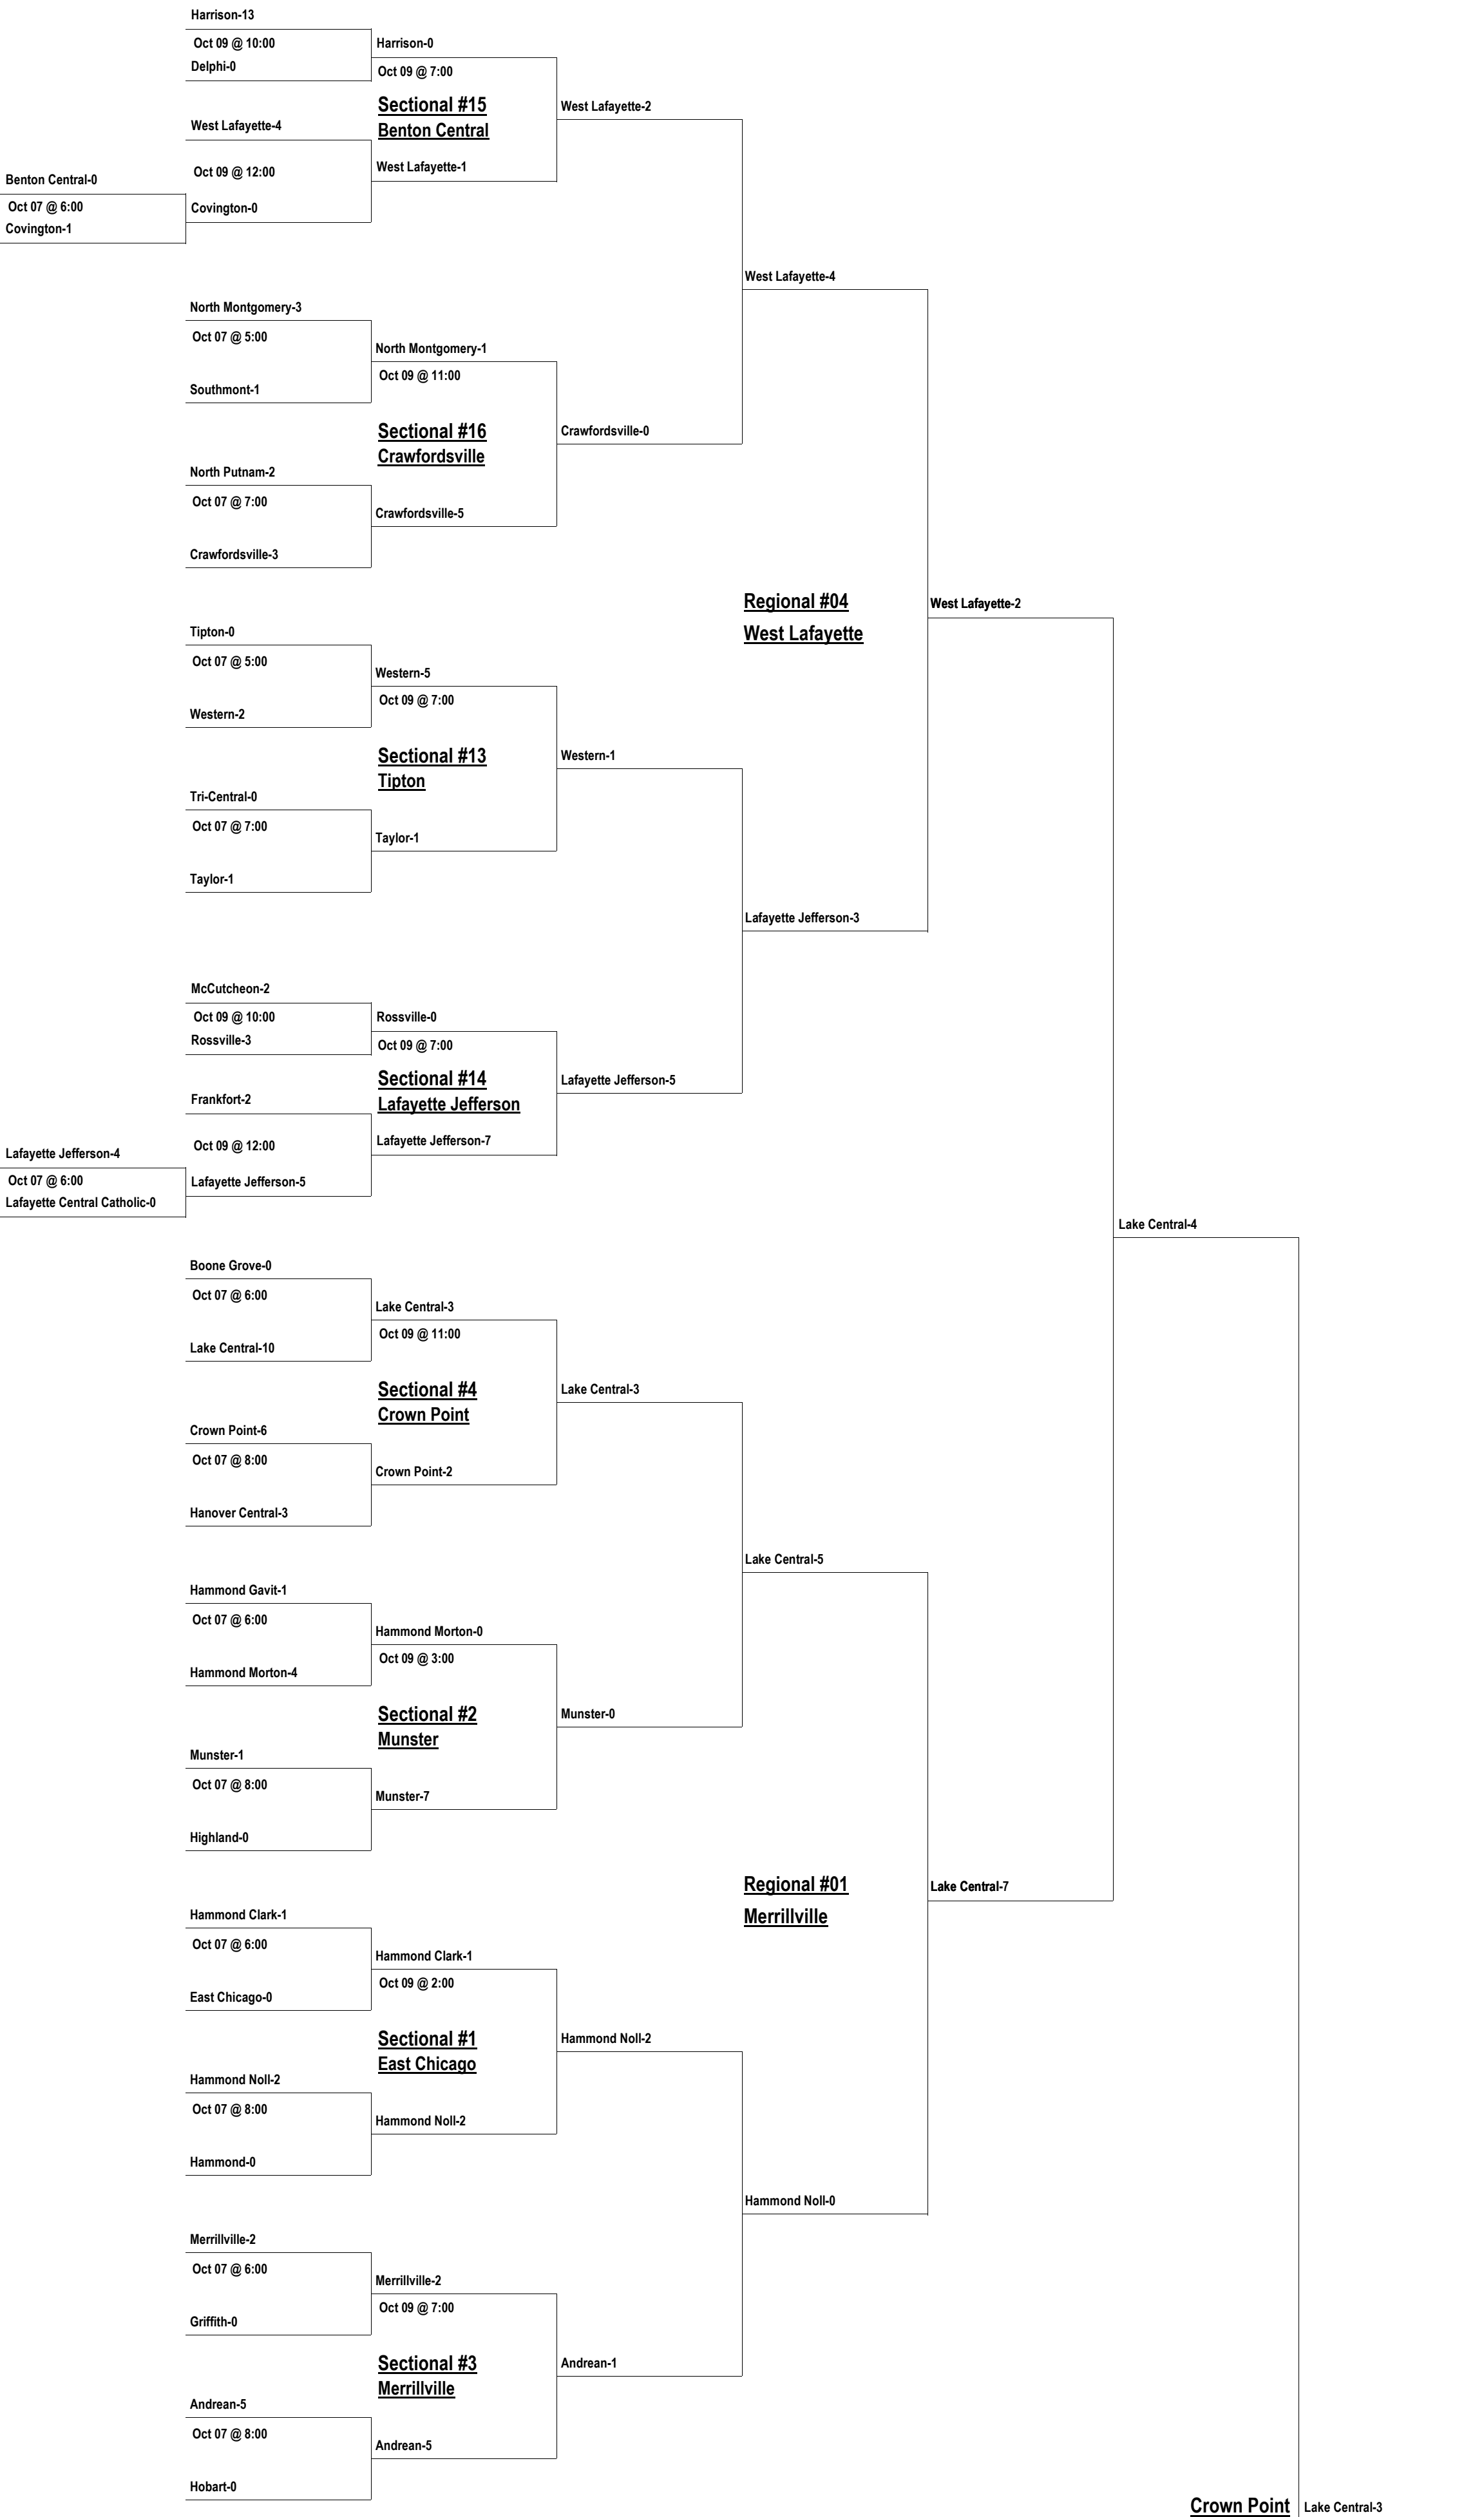 Harrison-13
Oct 09 @ 10:00
Harrison-0
Delphi-0
Oct 09 @ 7:00
Sectional #15
West Lafayette-2
West Lafayette-4
Benton Central
Oct 09 @ 12:00
West Lafayette-1
Benton Central-0
Oct 07 @ 6:00
Covington-0
Covington-1
West Lafayette-4
North Montgomery-3
Oct 07 @ 5:00
North Montgomery-1
Oct 09 @ 11:00
Southmont-1
Sectional #16
Crawfordsville-0
Crawfordsville
North Putnam-2
Oct 07 @ 7:00
Crawfordsville-5
Crawfordsville-3
Regional #04
West Lafayette-2
West Lafayette
Tipton-0
Oct 07 @ 5:00
Western-5
Oct 09 @ 7:00
Western-2
Sectional #13
Western-1
Tipton
Tri-Central-0
Oct 07 @ 7:00
Taylor-1
Taylor-1
Lafayette Jefferson-3
McCutcheon-2
Oct 09 @ 10:00
Rossville-0
Rossville-3
Oct 09 @ 7:00
Sectional #14
Lafayette Jefferson-5
Frankfort-2
Lafayette Jefferson
Oct 09 @ 12:00
Lafayette Jefferson-7
Lafayette Jefferson-4
Oct 07 @ 6:00
Lafayette Jefferson-5
Lafayette Central Catholic-0
Lake Central-4
Boone Grove-0
Oct 07 @ 6:00
Lake Central-3
Oct 09 @ 11:00
Lake Central-10
Sectional #4
Lake Central-3
Crown Point
Crown Point-6
Oct 07 @ 8:00
Crown Point-2
Hanover Central-3
Lake Central-5
Hammond Gavit-1
Oct 07 @ 6:00
Hammond Morton-0
Oct 09 @ 3:00
Hammond Morton-4
Sectional #2
Munster-0
Munster
Munster-1
Oct 07 @ 8:00
Munster-7
Highland-0
Regional #01
Lake Central-7
Merrillville
Hammond Clark-1
Oct 07 @ 6:00
Hammond Clark-1
Oct 09 @ 2:00
East Chicago-0
Sectional #1
Hammond Noll-2
East Chicago
Hammond Noll-2
Oct 07 @ 8:00
Hammond Noll-2
Hammond-0
Hammond Noll-0
Merrillville-2
Oct 07 @ 6:00
Merrillville-2
Oct 09 @ 7:00
Griffith-0
Sectional #3
Andrean-1
Merrillville
Andrean-5
Oct 07 @ 8:00
Andrean-5
Hobart-0
Crown Point
Lake Central-3